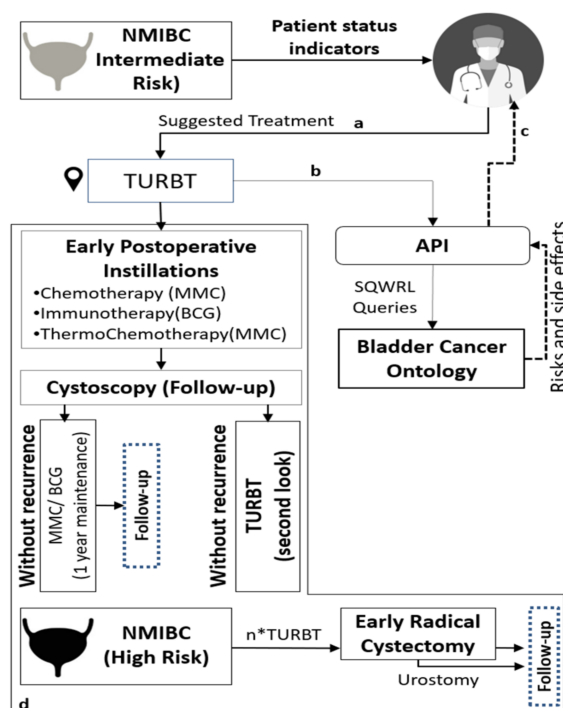 NMIBC
Intermediate
Risk)
Patient status
indicators
Suggested Treatment
a
c
TURBT
b
Early Postoperative
Instillations
•Chemotherapy (MMC)
•Immunotherapy(BCG)
•ThermoChemotherapy(MMC)
API
SQWRL
Queries
Risks and side effects
Bladder Cancer
Ontology
Cystoscopy (Follow-up)
Without recurrence
MMC/ BCG
(1 year maintenance)
Follow-up
Without recurrence
TURBT
(second look)
NMIBC
(High Risk)
n*TURBT
Early Radical
Cystectomy
Urostomy
Follow-up
d